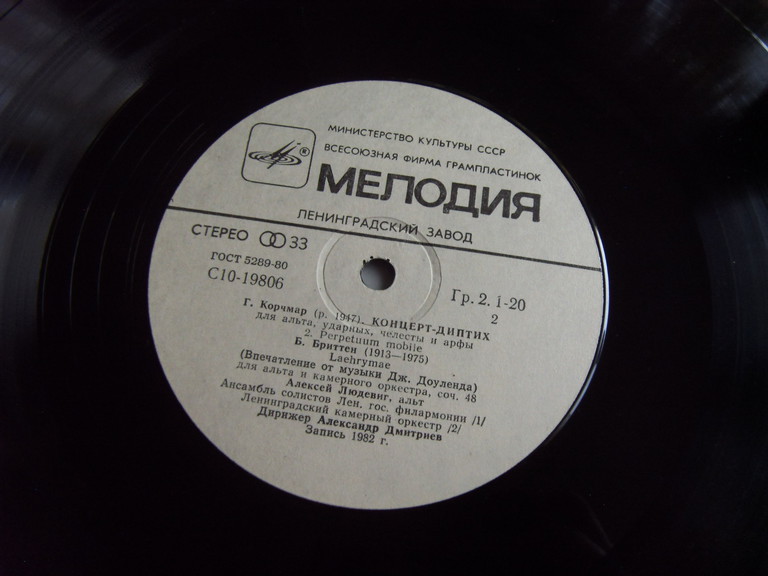 МИНИСТЕРСТВО КУЛЬТУРЫ СССР
ВСЕСОЮЗНАЯ ФИРМА ГРАМПЛАСТИНОК
®
МЕЛОДИЯ
ЛЕНИНГРАДСКИЙ ЗАВОД
СТЕРЕО 33
ГОСТ 5289-80
С10-19806
Гр. 2. 1-20
2
Г. Корчмар (р. 1947). КОНЦЕРТ-ДИПТИХ
для альта, ударных, челесты и арфы
2. Perpetuum mobile
Б. Бриттен (1913—1975)
Lachrymae
(Впечатление от музыки Дж. Доуленда)
для альта и камерного оркестра, соч. 48
Алексей Людевиг, альт
Ансамбль солистов Лен. гос. филармонии /1/
Ленинградский камерный оркестр /2/
Дирижер Александр Дмитриев
Запись 1982 г.